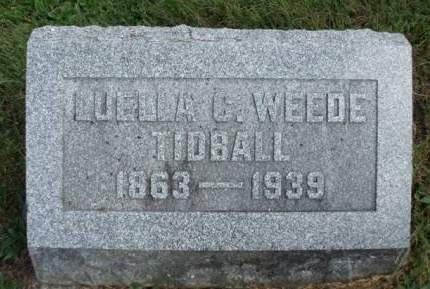 LUELLA C. WEEDE
TIDBALL
1863 — 1939